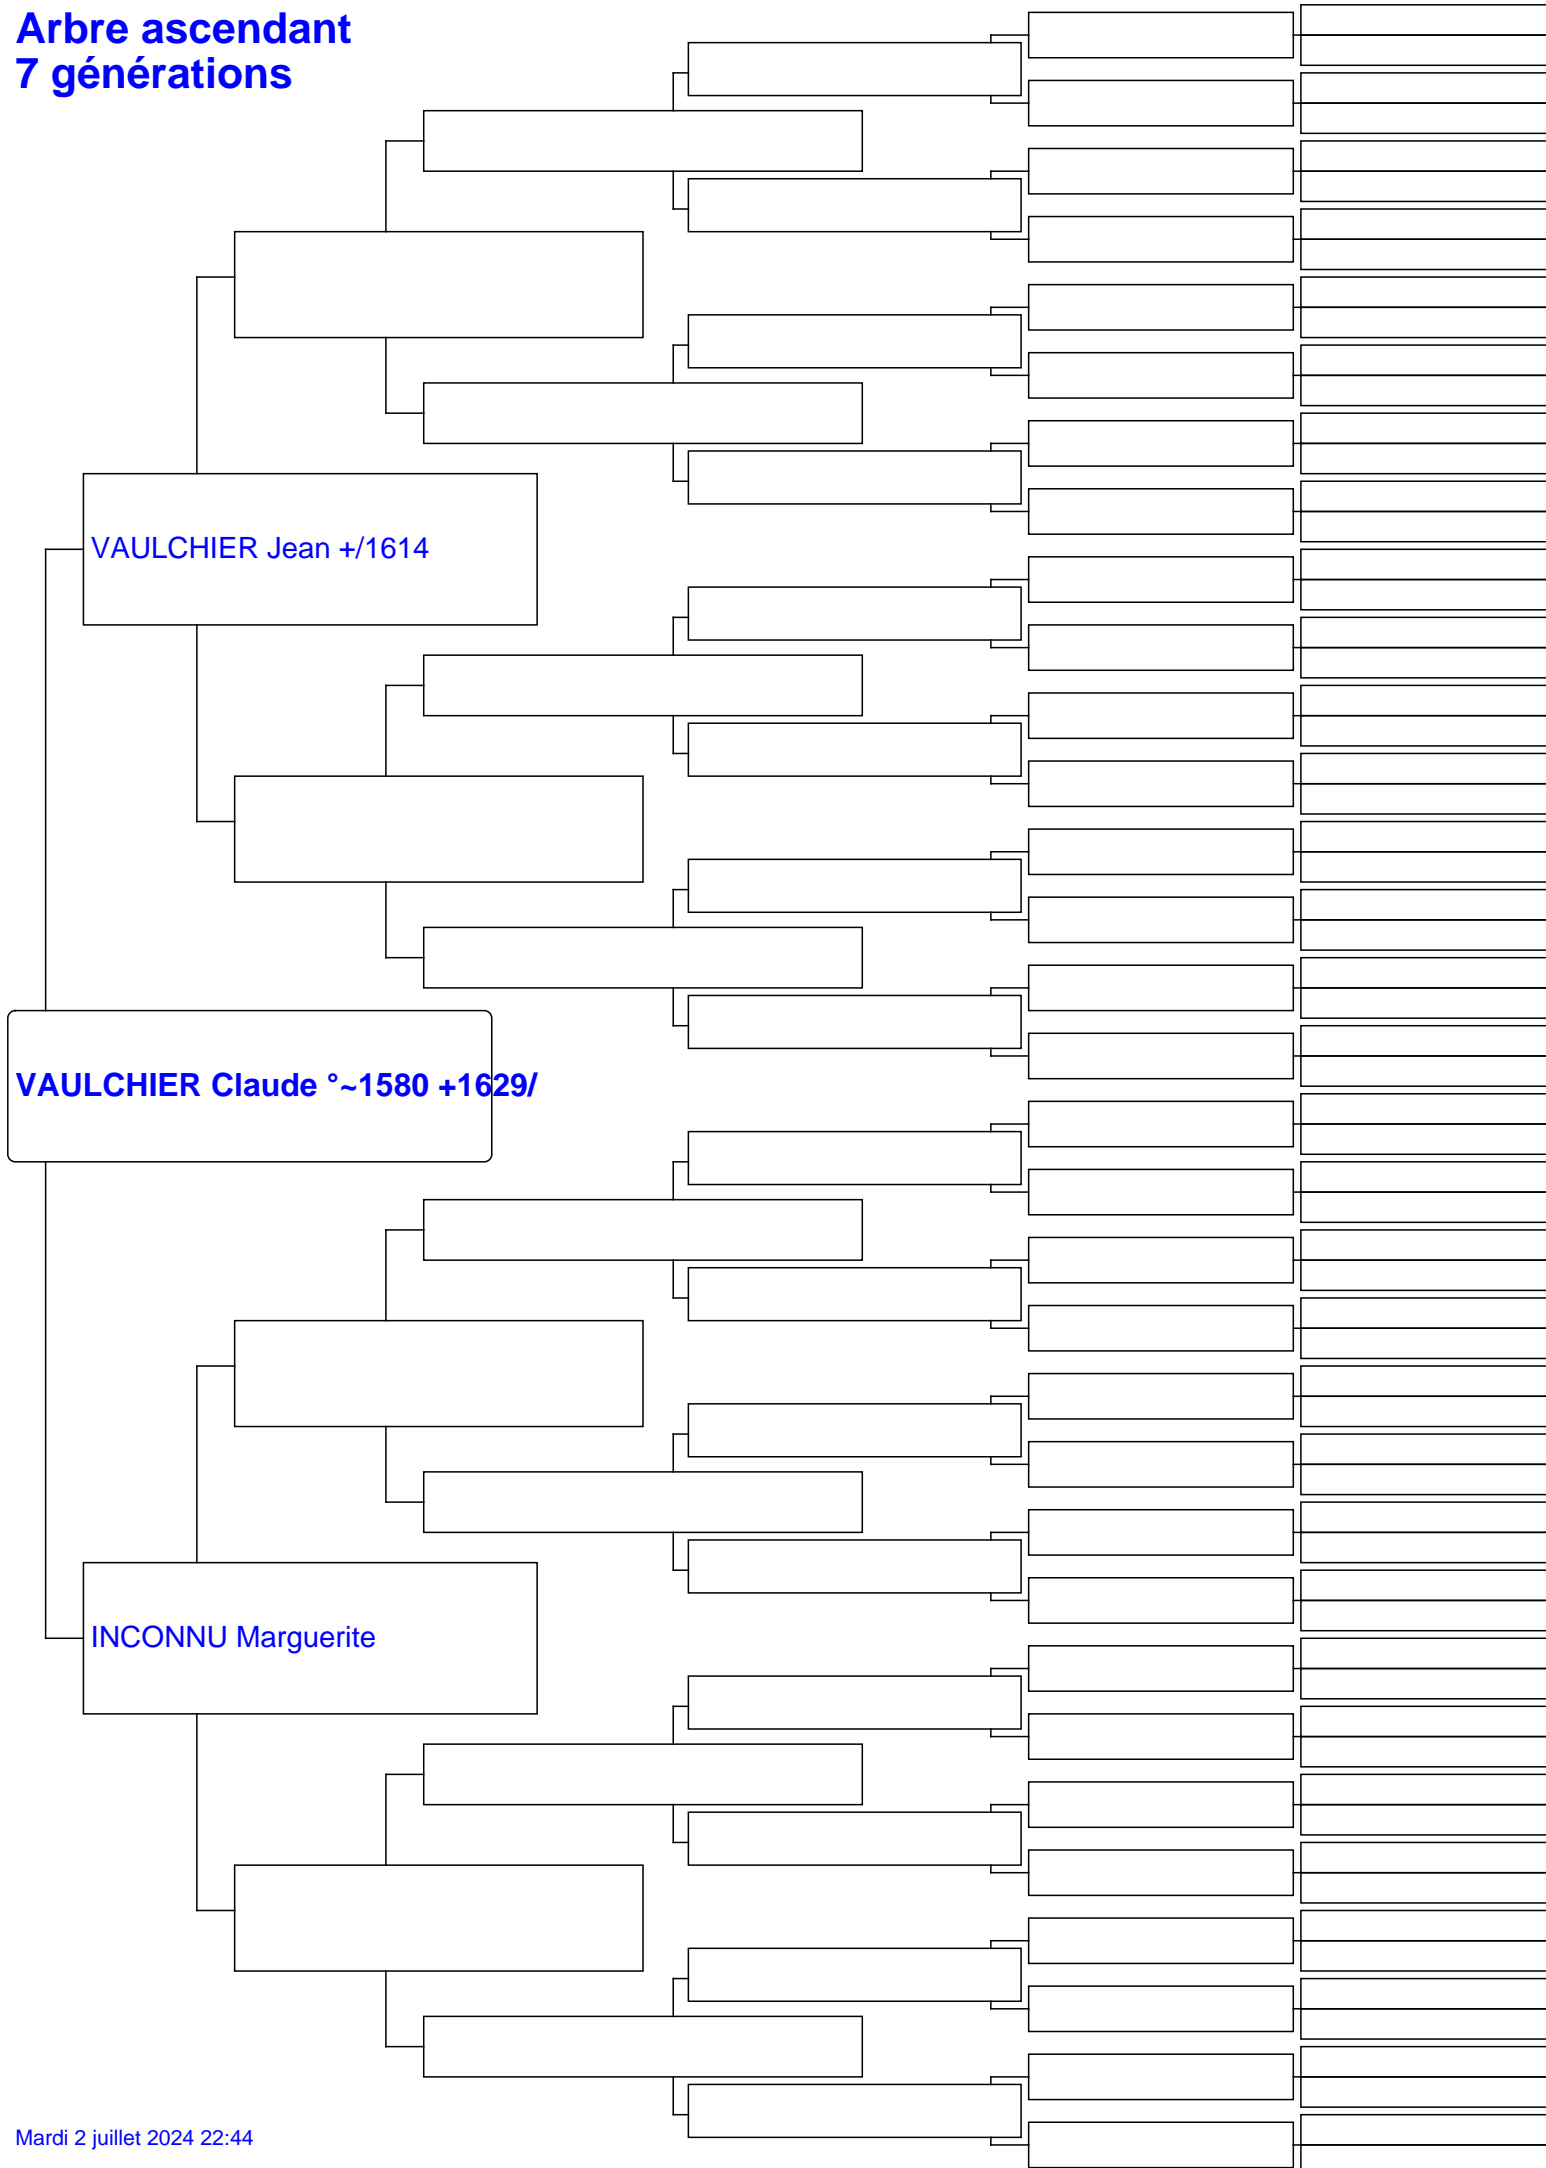 Arbre ascendant
7 générations
VAULCHIER Jean +/1614
VAULCHIER Claude °~1580 +1629/
INCONNU Marguerite
Mardi 2 juillet 2024 22:44